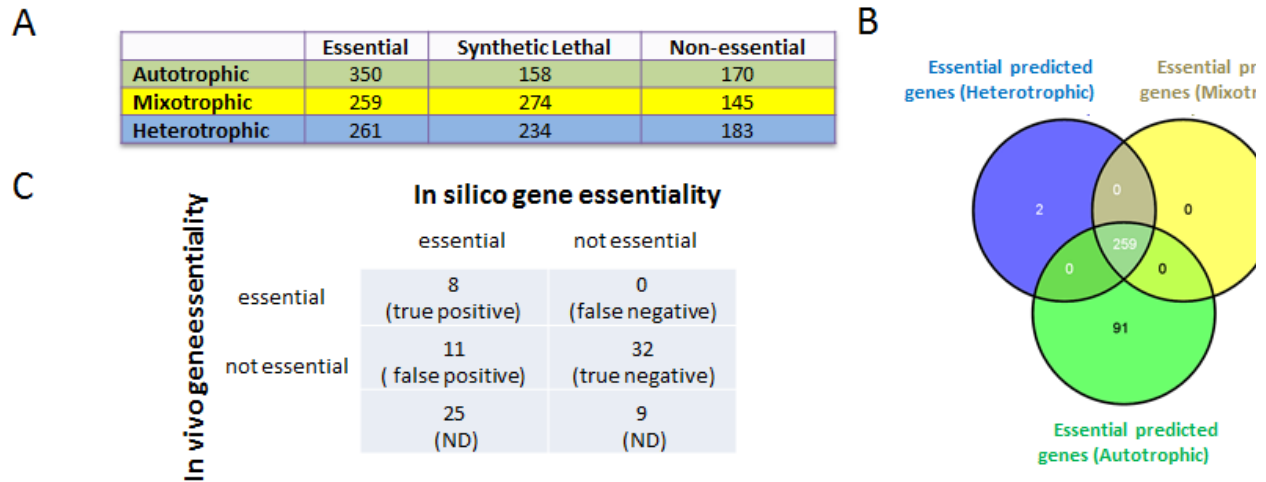 A
Essential Synthetic Lethal Non-essential
Autotrophic 350 158 170
Mixotrophic 259 274 145
Heterotrophic 261 234 183
B
Essential predicted
genes (Heterotrophic)
Essential
genes
2
0
0
259
0
0
91
Essential predicted
genes (Autotrophic)
C
In silico gene essentiality
essential not essential
In vivo geneessentiality
essential
8 0
(true positive) (false negative)
not essential
11 32
( false positive) (true negative)
25 9
(ND) (ND)